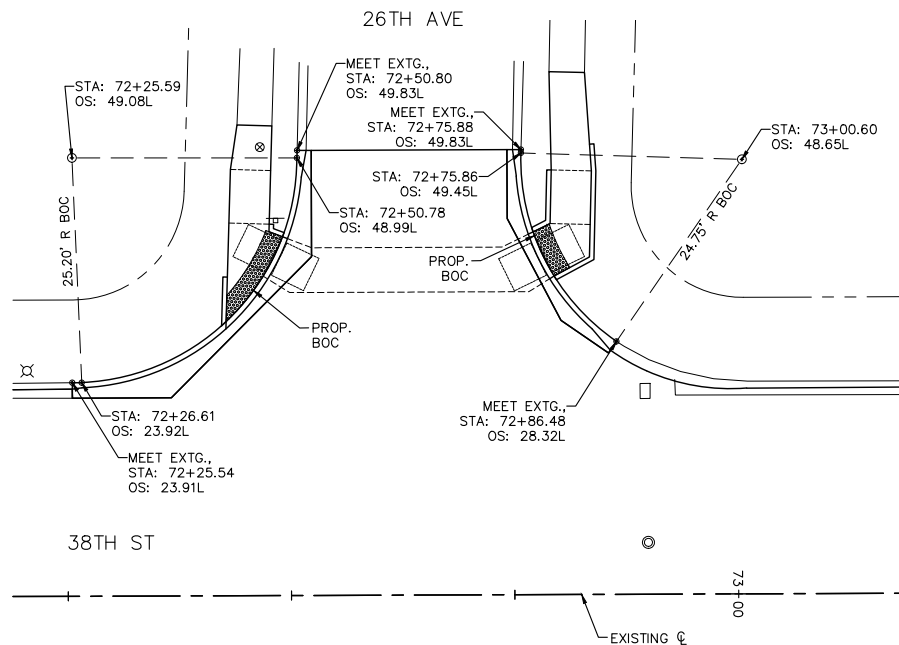 26TH AVE
MEET EXTG.,
STA: 72+50.80
OS: 49.83L
STA: 72+25.59
OS: 49.08L
MEET EXTG.,
STA: 72+75.88
OS: 49.83L
STA: 73+00.60
OS: 48.65L
STA: 72+75.86
OS: 49.45L
STA: 72+50.78
OS: 48.99L
25.20' R BOC
24.75' R BOC
PROP.
BOC
PROP.
BOC
STA: 72+26.61
OS: 23.92L
MEET EXTG.,
STA: 72+86.48
OS: 28.32L
MEET EXTG.,
STA: 72+25.54
OS: 23.91L
38TH ST
73+00
EXISTING ℄